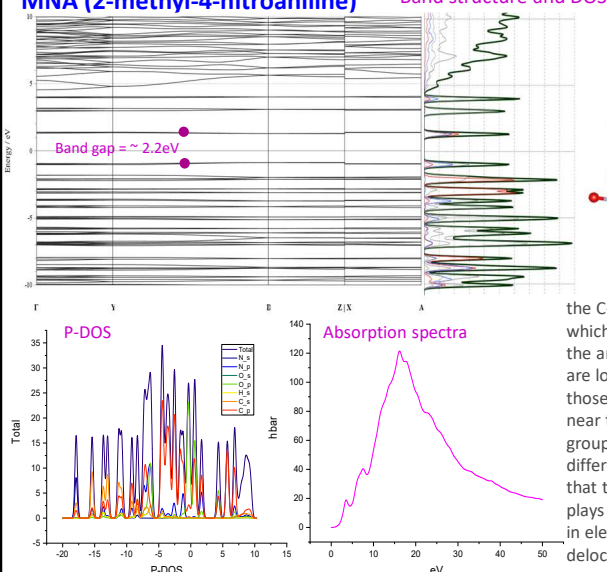 MNA (2-methyl-4-nitroaniline)
Band structure and DOS
Energy / eV
10
5
0
-5
-10
Band gap = ~ 2.2eV
Γ
Y
Z|X
A
P-DOS
Total
35
30
25
20
15
10
5
0
-5
-20
-15
-10
-5
0
5
10
15
P-DOS
Total
N_s
N_p
O_s
O_p
H_s
C_s
C_p
Absorption spectra
hbar
140
120
100
80
60
40
20
0
0
10
20
30
40
50
eV
the C
which
the a
are lo
those
near
group
differ
that t
plays
in ele
deloc